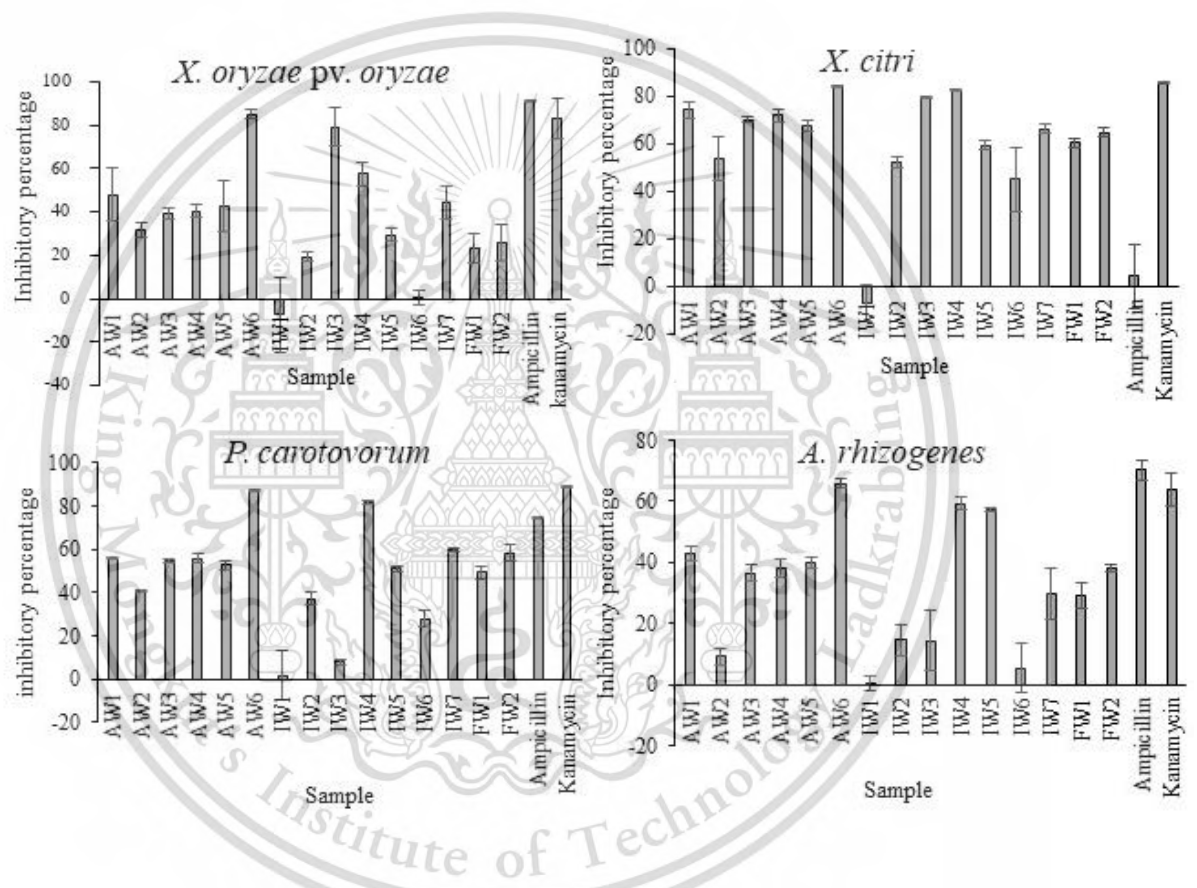 X. oryzae pv. oryzae
Inhibitory percentage
100
80
60
40
20
0
-20
-40
AW1
AW2
AW3
AW4
AW5
AW6
IW1
IW2
IW3
IW4
IW5
IW6
IW7
FW1
FW2
Ampicillin
kanamycin
Sample
X. citri
Inhibitory percentage
100
80
60
40
20
0
-20
AW1
AW2
AW3
AW4
AW5
AW6
IW1
IW2
IW3
IW4
IW5
IW6
IW7
FW1
FW2
Ampicillin
Kanamycin
Sample
P. carotovorum
inhibitory percentage
100
80
60
40
20
0
-20
AW1
AW2
AW3
AW4
AW5
AW6
IW1
IW2
IW3
IW4
IW5
IW6
IW7
FW1
FW2
Ampicillin
Kanamycin
Sample
A. rhizogenes
Inhibitory percentage
80
60
40
20
0
-20
AW1
AW2
AW3
AW4
AW5
AW6
IW1
IW2
IW3
IW4
IW5
IW6
IW7
FW1
FW2
Ampicillin
Kanamycin
Sample
King Mongkut's Institute of Technology Ladkrabang